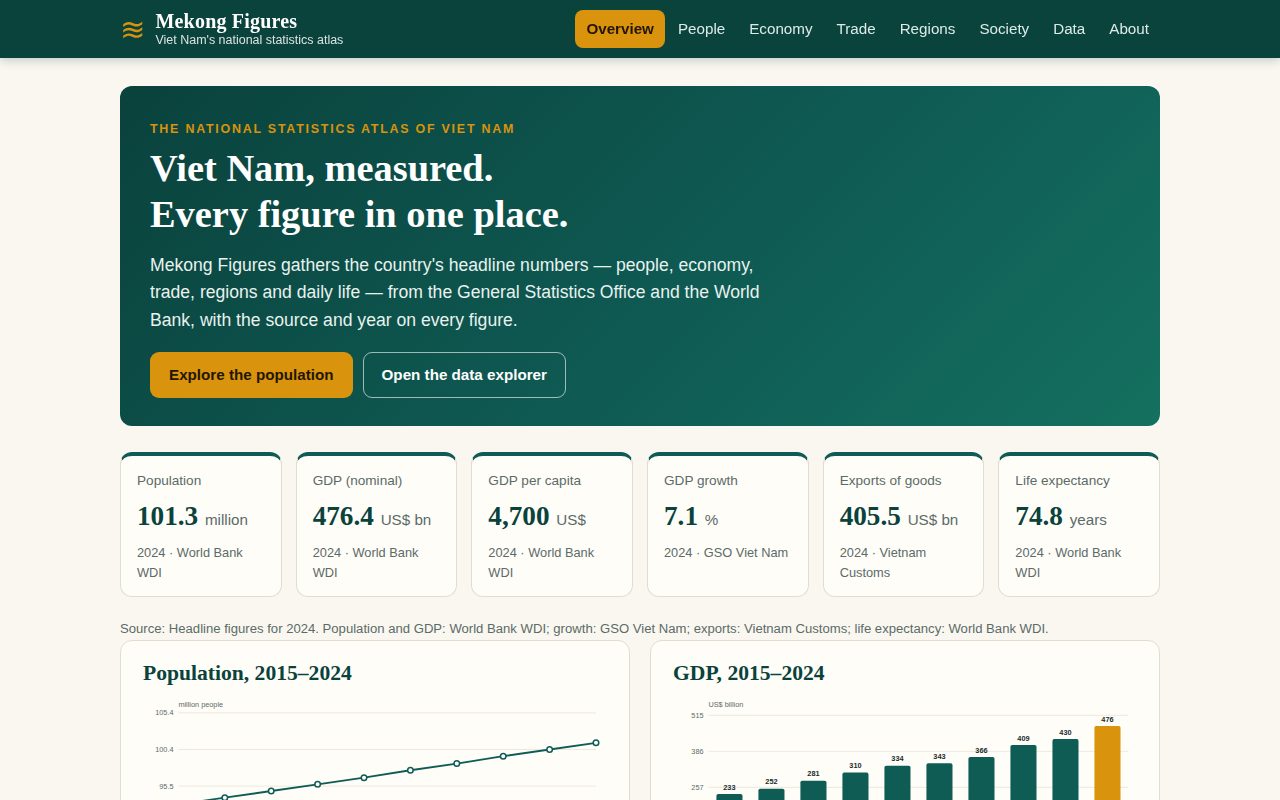 Mekong Figures
Viet Nam's national statistics atlas
Overview
People
Economy
Trade
Regions
Society
Data
About
THE NATIONAL STATISTICS ATLAS OF VIET NAM
Viet Nam, measured.
Every figure in one place.
Mekong Figures gathers the country's headline numbers — people, economy,
trade, regions and daily life — from the General Statistics Office and the World
Bank, with the source and year on every figure.
Explore the population
Open the data explorer
Population
101.3 million
2024 · World Bank
WDI
GDP (nominal)
476.4 US$ bn
2024 · World Bank
WDI
GDP per capita
4,700 US$
2024 · World Bank
WDI
GDP growth
7.1 %
2024 · GSO Viet Nam
Exports of goods
405.5 US$ bn
2024 · Vietnam
Customs
Life expectancy
74.8 years
2024 · World Bank
WDI
Source: Headline figures for 2024. Population and GDP: World Bank WDI; growth: GSO Viet Nam; exports: Vietnam Customs; life expectancy: World Bank WDI.
Population, 2015–2024
million people
105.4
100.4
95.5
GDP, 2015–2024
US$ billion
515
386
257
233
252
281
310
334
343
366
409
430
476